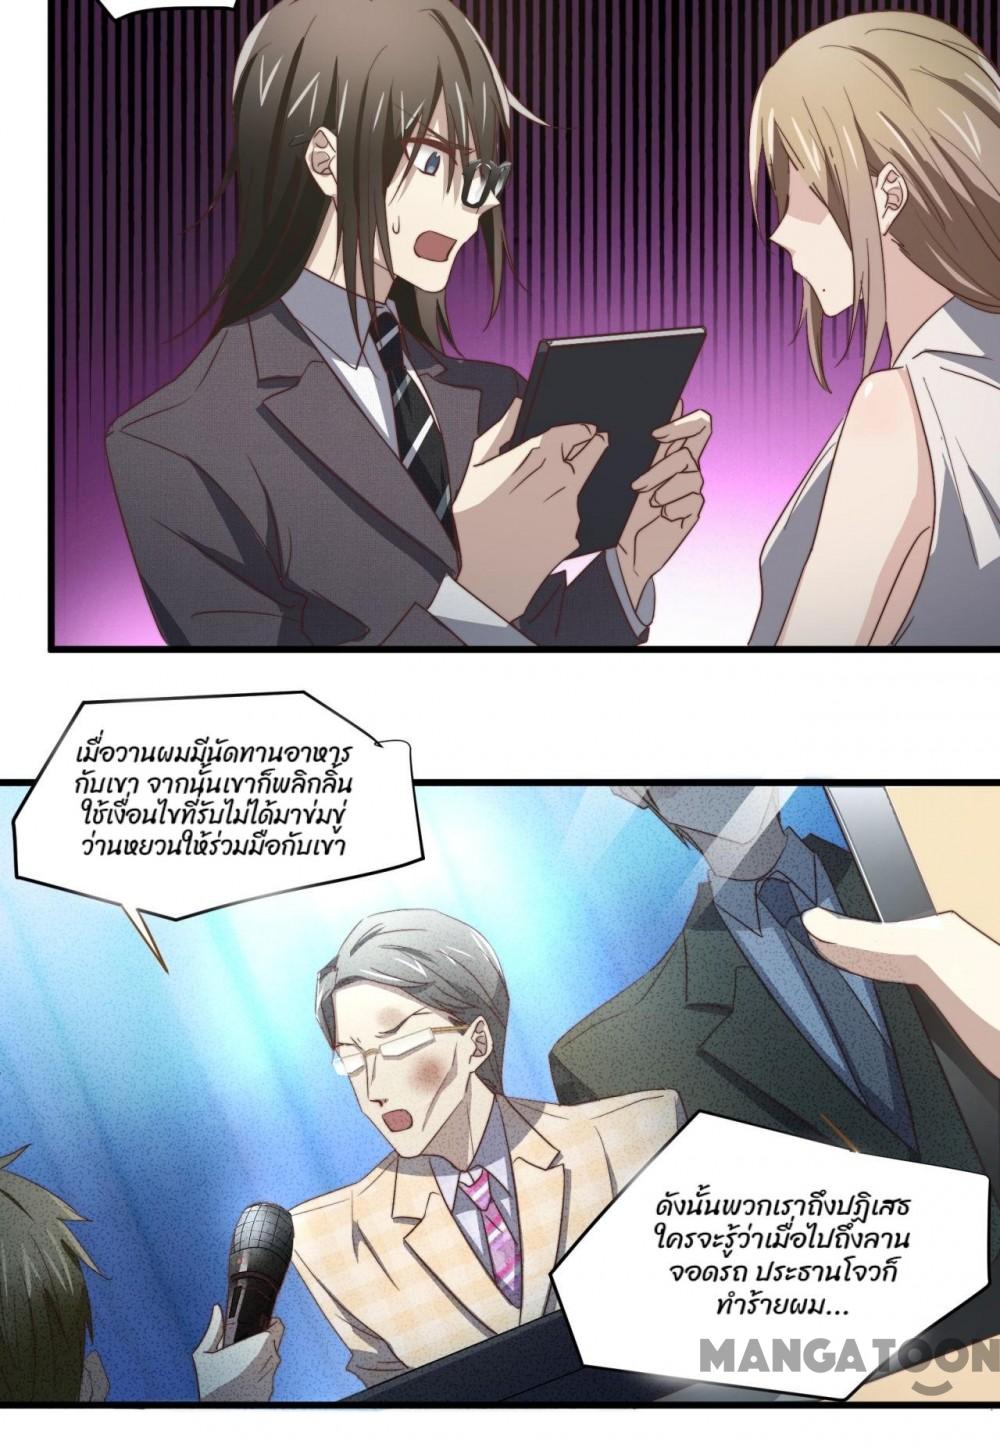 เมื่อวานผมมีนัดทานอาหาร
กับเขา จากนั้นเขาก็พลิกลิ้น
ใช้เงื่อนไขที่รับไม่ได้มาข่มขู่
ว่านหยวนให้ร่วมมือกับเขา
ดังนั้นพวกเราถึงปฏิเสธ
ใครจะรู้ว่าเมื่อไปถึงลาน
จอดรถ ประธานโจวก็
ทำร้ายผม...
MANGATOON